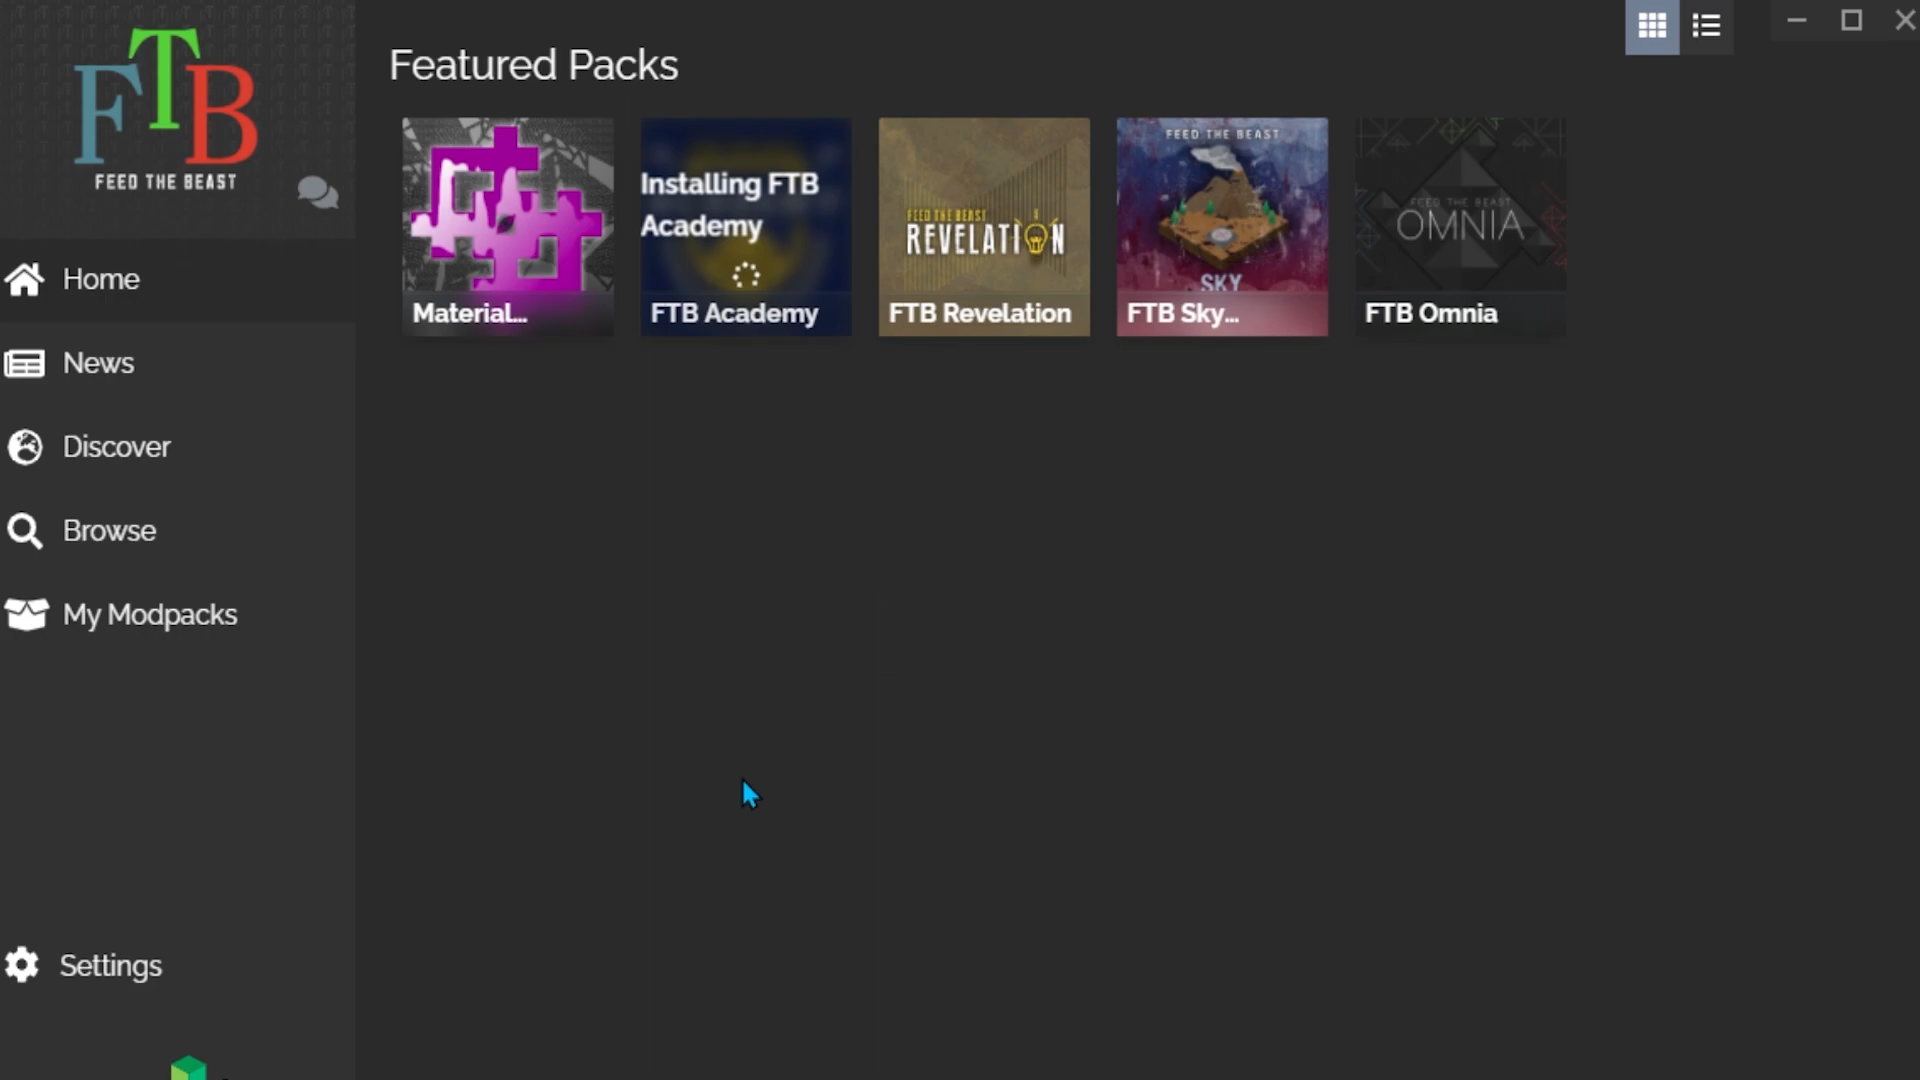 FTB
FEED THE BEAST
Home
News
Discover
Browse
My Modpacks
Settings
Featured Packs
Material...
Installing FTB
Academy
FTB Academy
FEED THE BEAST
REVELATION
FTB Revelation
FEED THE BEAST
SKY
FTB Sky...
FEED THE BEAST
OMNIA
FTB Omnia